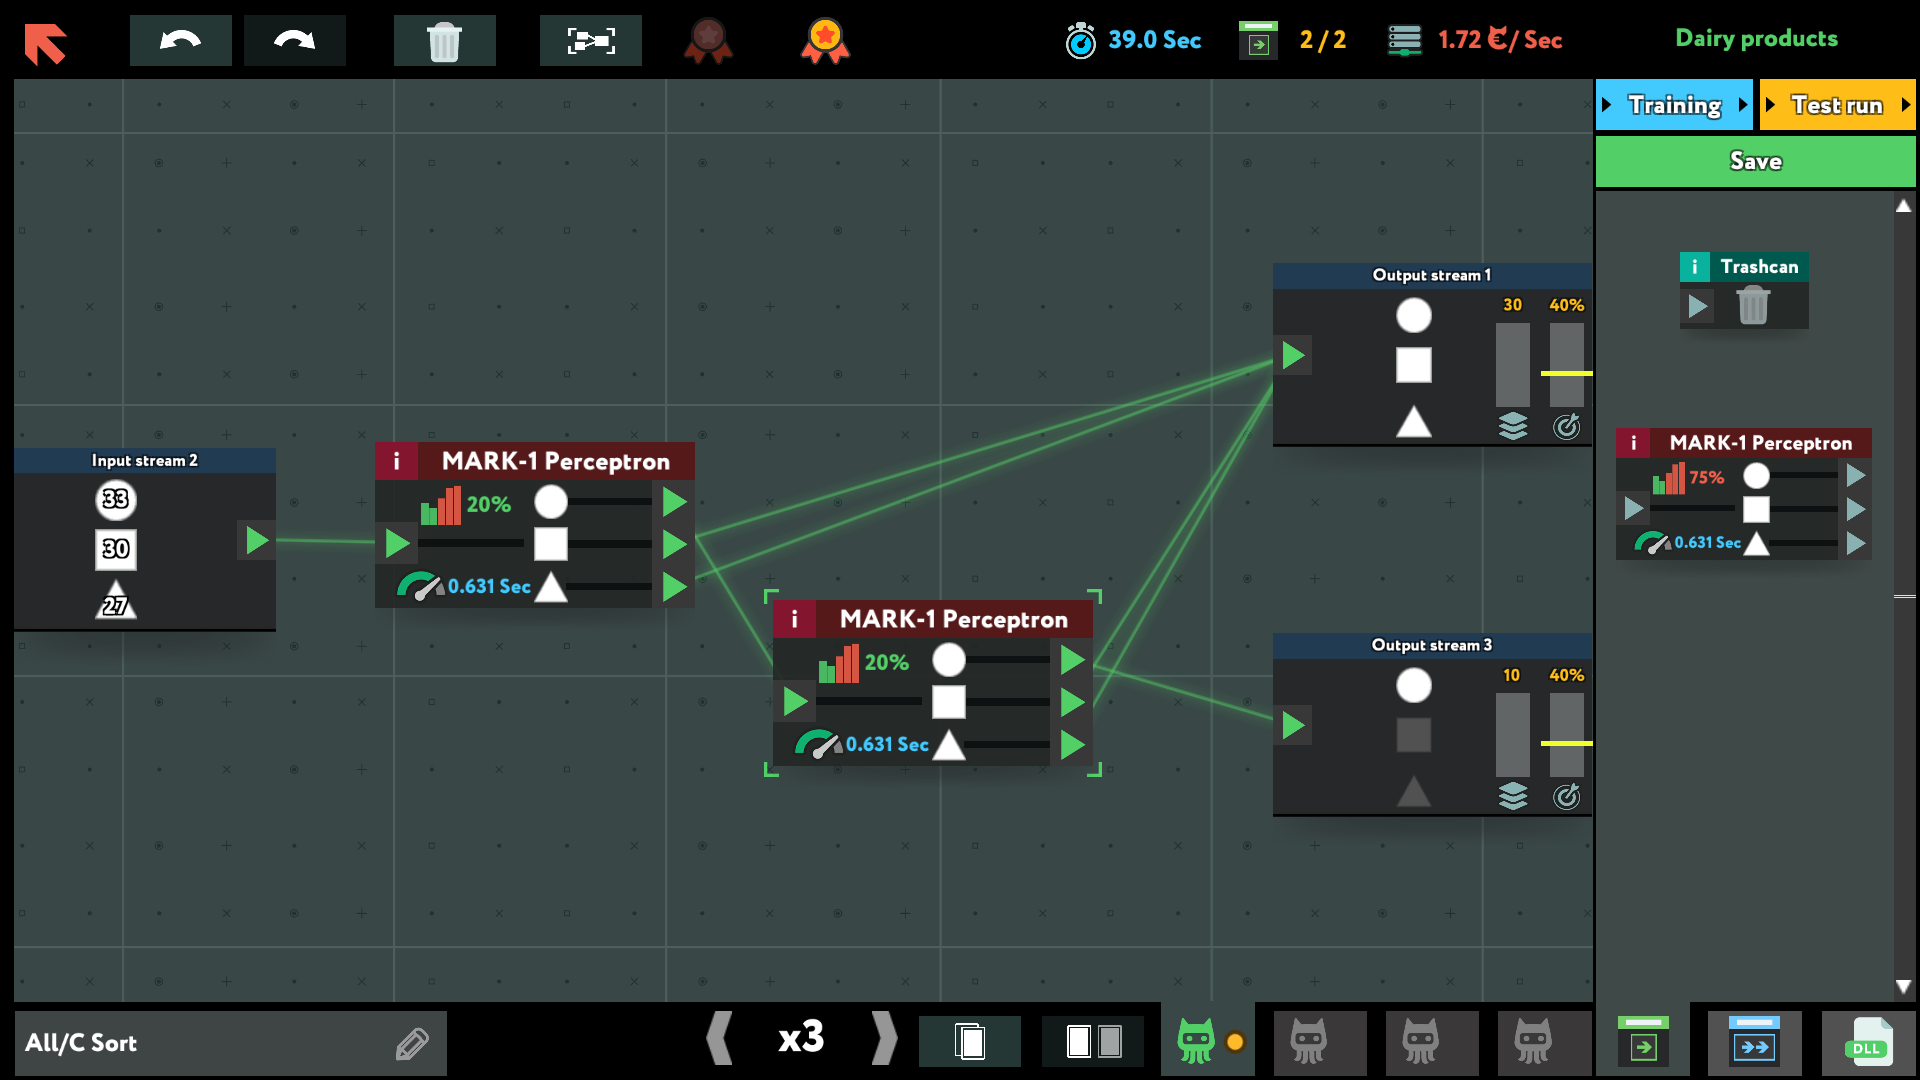 39.0 Sec
2 / 2
1.72 / Sec
Dairy products
Training
Test run
Save
i Trashcan
Output stream 1
30 40%
Input stream 2
33
30
27
i MARK-1 Perceptron
20%
0.631 Sec
i MARK-1 Perceptron
75%
0.631 Sec
i MARK-1 Perceptron
20%
0.631 Sec
Output stream 3
10 40%
All/C Sort
x3
DLL